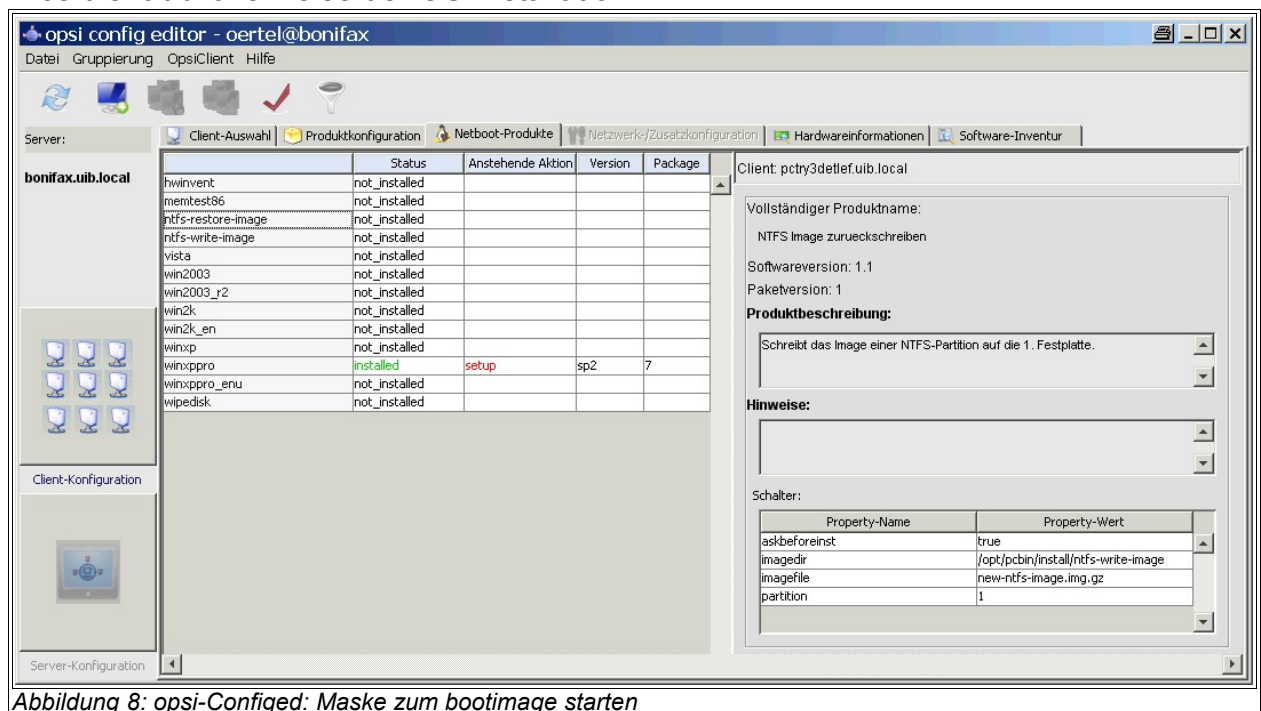 opsi config editor - oertel@bonifax
Datei Gruppierung OpsiClient Hilfe
Server:
bonifax.uib.local
Client-Konfiguration
Server-Konfiguration
Client-Auswahl Produktkonfiguration Netboot-Produkte Netzwerk-/Zusatzkonfiguration Hardwareinformationen Software-Inventur
Status Anstehende Aktion Version Package
hwinvent not_installed
memtest86 not_installed
ntfs-restore-image not_installed
ntfs-write-image not_installed
vista not_installed
win2003 not_installed
win2003_r2 not_installed
win2k not_installed
win2k_en not_installed
winxp not_installed
winxppro installed setup sp2 7
winxppro_enu not_installed
wipedisk not_installed
Client: pctry3detlef.uib.local
Vollständiger Produktname:
NTFS Image zurueckschreiben
Softwareversion: 1.1
Paketversion: 1
Produktbeschreibung:
Schreibt das Image einer NTFS-Partition auf die 1. Festplatte.
Hinweise:
Schalter:
Property-Name Property-Wert
askbeforeinst true
imagedir /opt/pcbin/install/ntfs-write-image
imagefile new-ntfs-image.img.gz
partition 1
Abbildung 8: opsi-Configed: Maske zum bootimage starten